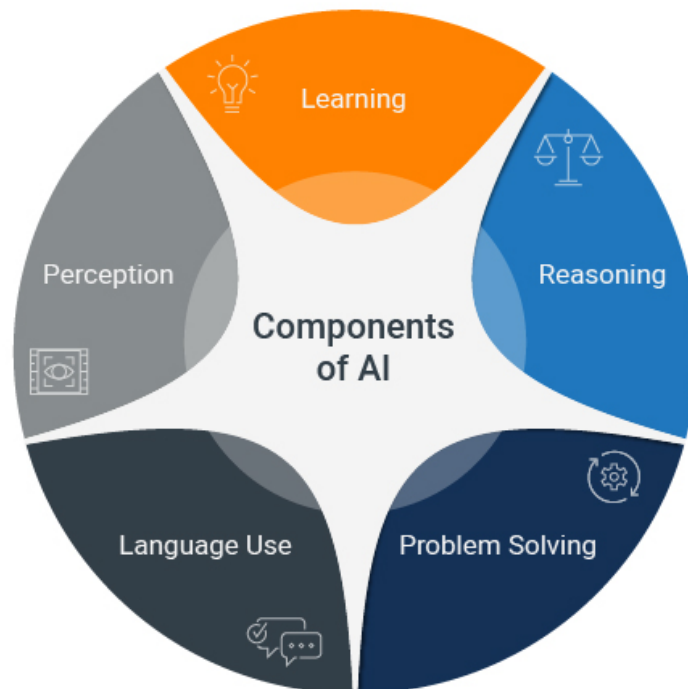 Learning
Reasoning
Perception
Components
of AI
Language Use
Problem Solving